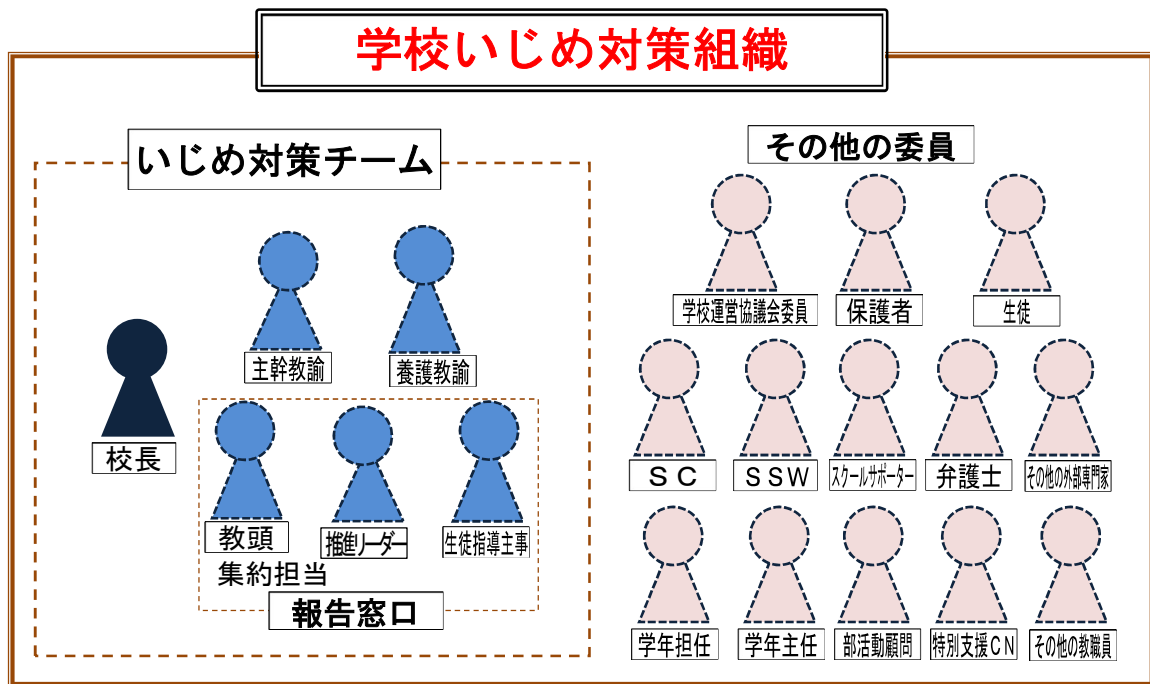 学校いじめ対策組織
いじめ対策チーム
その他の委員
学校運営協議会委員
保護者
生徒
主幹教諭
養護教諭
校長
ＳＣ
ＳＳＷ
スクールサポーター
弁護士
その他の外部専門家
教頭
推進リーダー
生徒指導主事
集約担当
報告窓口
学年担任
学年主任
部活動顧問
特別支援ＣＮ
その他の教職員